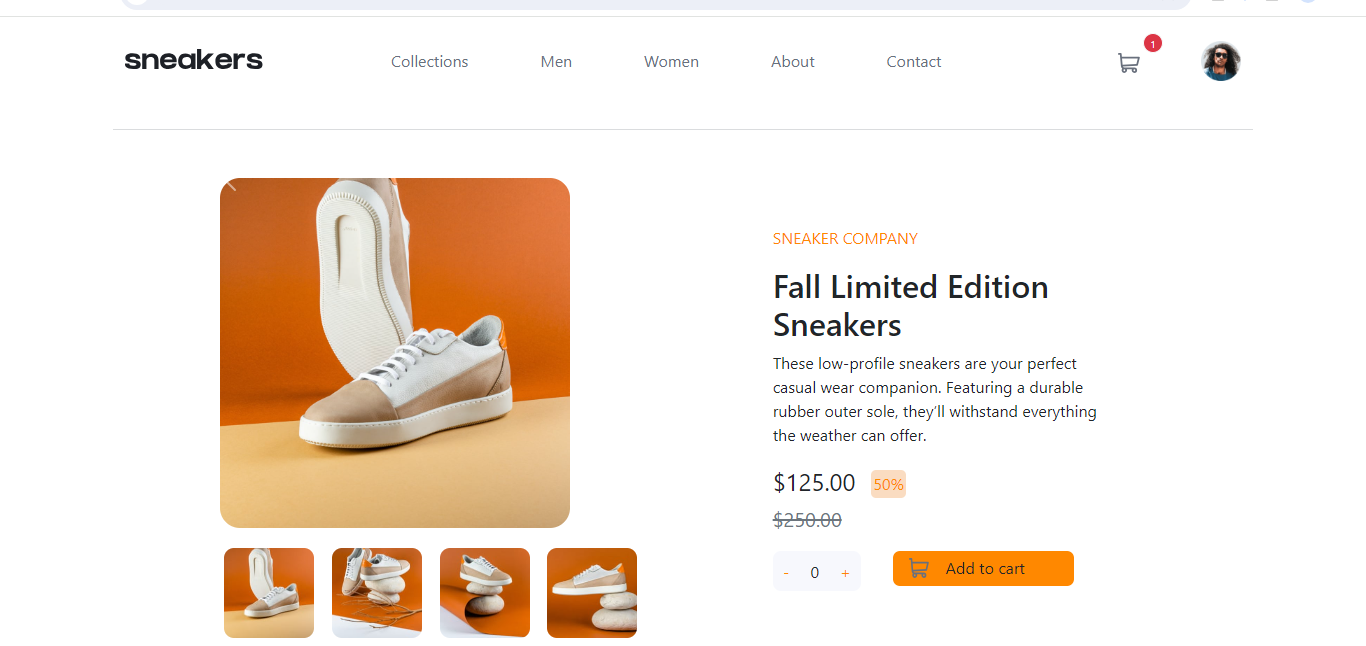 sneakers
Collections Men Women About Contact
1
SNEAKER COMPANY
Fall Limited Edition
Sneakers
These low-profile sneakers are your perfect
casual wear companion. Featuring a durable
rubber outer sole, they’ll withstand everything
the weather can offer.
$125.00 50%
$250.00
- 0 + Add to cart